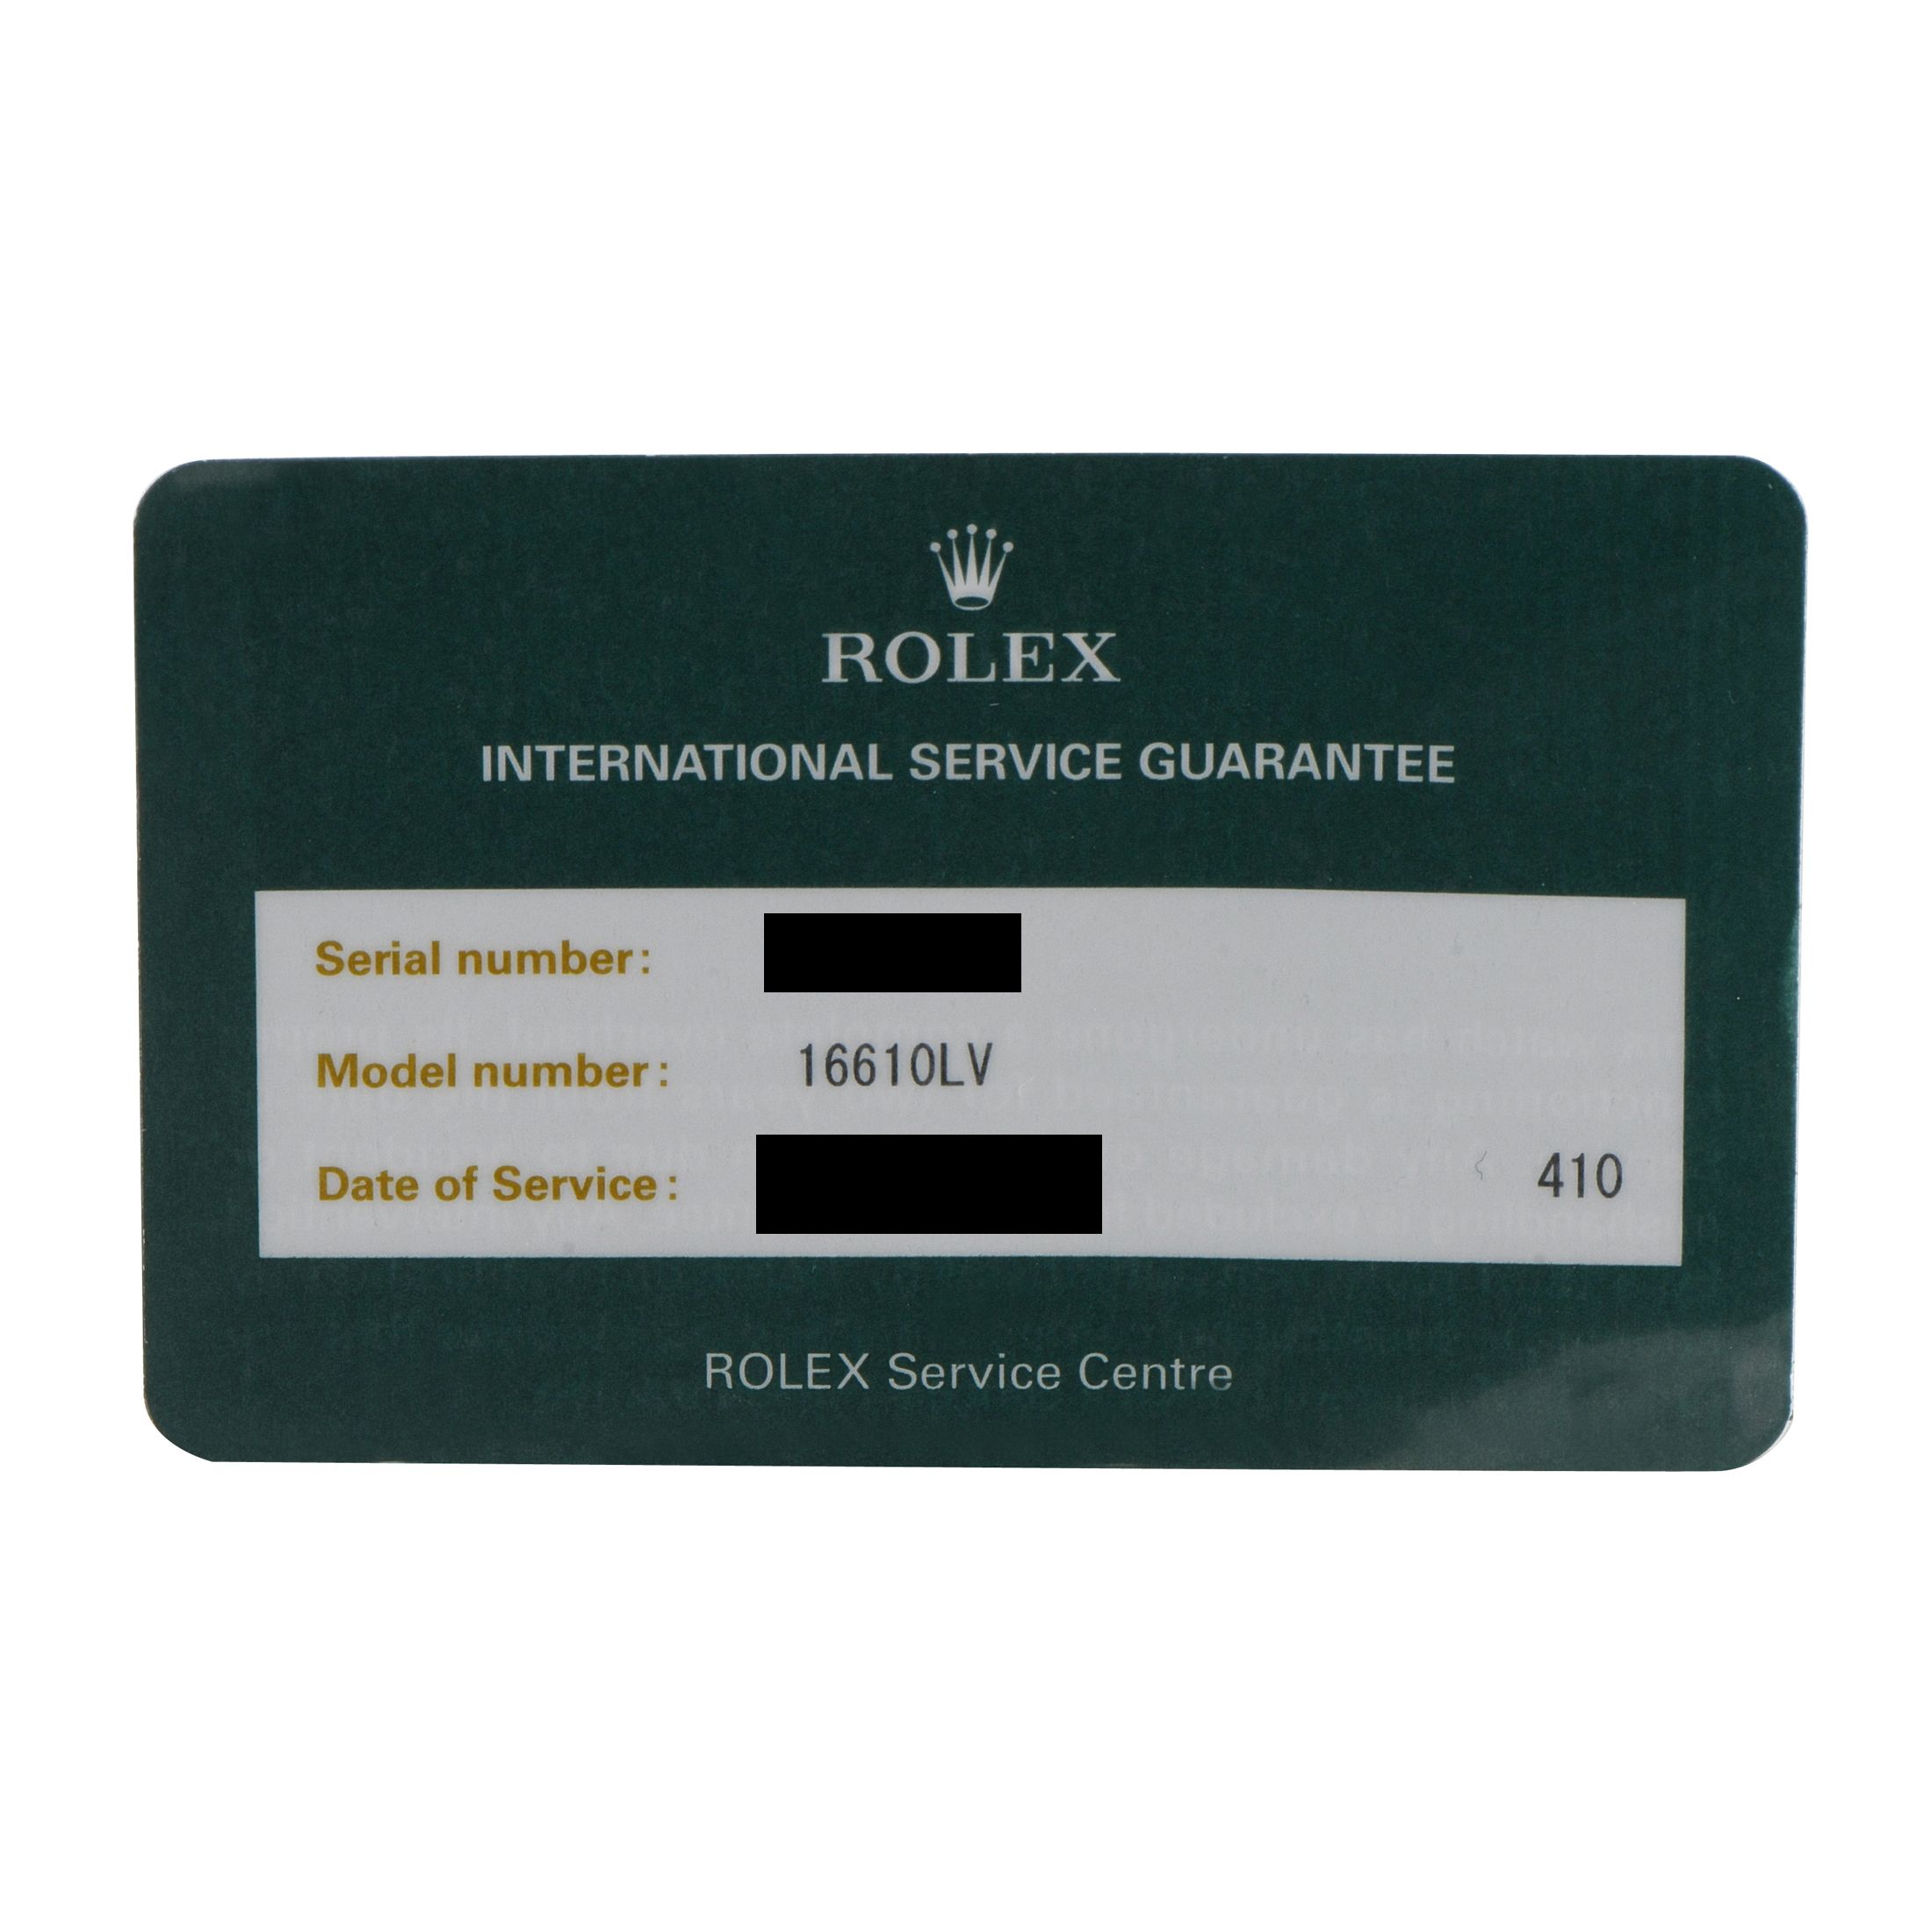 ROLEX
INTERNATIONAL SERVICE GUARANTEE
Serial number:
Model number: 16610LV
Date of Service: 410
ROLEX Service Centre